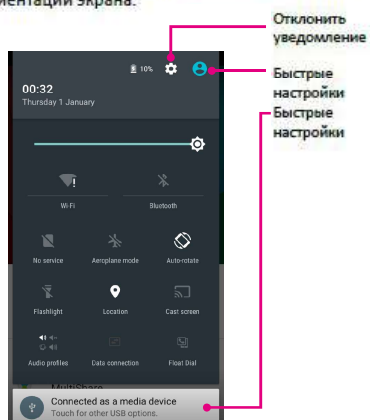 ментации экрана.
Отклонить
уведомление
Быстрые
настройки
Быстрые
настройки
10%
00:32
Thursday 1 January
Wi-Fi
Bluetooth
No service
Aeroplane mode
Auto-rotate
Flashlight
Location
Cast screen
Audio profiles
Data connection
Float Dial
MultiShare
Connected as a media device
Touch for other USB options.